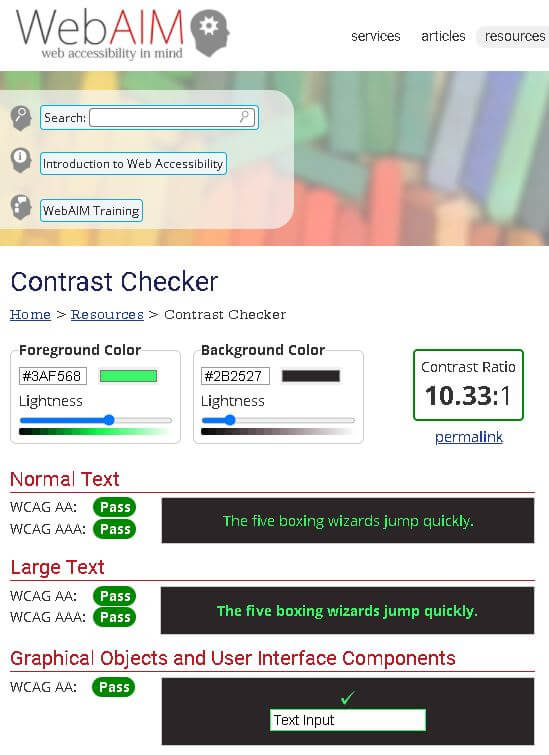 WebAIM
web accessibility in mind
services articles resources
Search:
Introduction to Web Accessibility
WebAIM Training
Contrast Checker
Home > Resources > Contrast Checker
Foreground Color
#3AF568
Lightness
Background Color
#2B2527
Lightness
Contrast Ratio
10.33:1
permalink
Normal Text
WCAG AA: Pass
WCAG AAA: Pass
The five boxing wizards jump quickly.
Large Text
WCAG AA: Pass
WCAG AAA: Pass
The five boxing wizards jump quickly.
Graphical Objects and User Interface Components
WCAG AA: Pass
✓
Text Input